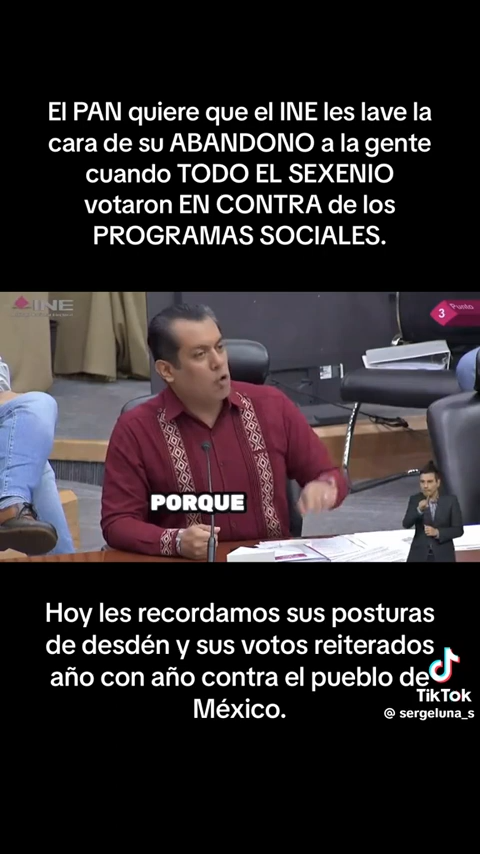 El PAN quiere que el INE les lave la
cara de su ABANDONO a la gente
cuando TODO EL SEXENIO
votaron EN CONTRA de los
PROGRAMAS SOCIALES.
INE
3
PORQUE
Hoy les recordamos sus posturas
de desdén y sus votos reiterados
año con año contra el pueblo de
México.
TikTok
@ sergeluna_s